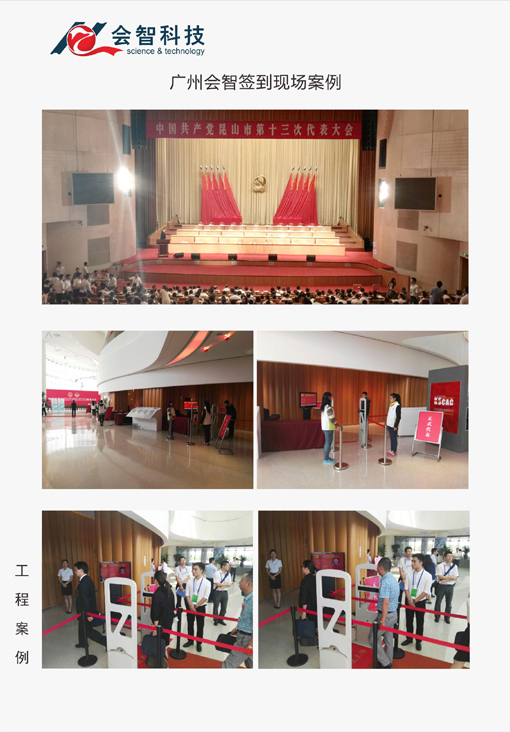 会智科技
science & technology
广州会智签到现场案例
中国共产党昆山市第十三次代表大会
KSCAC
工程案例